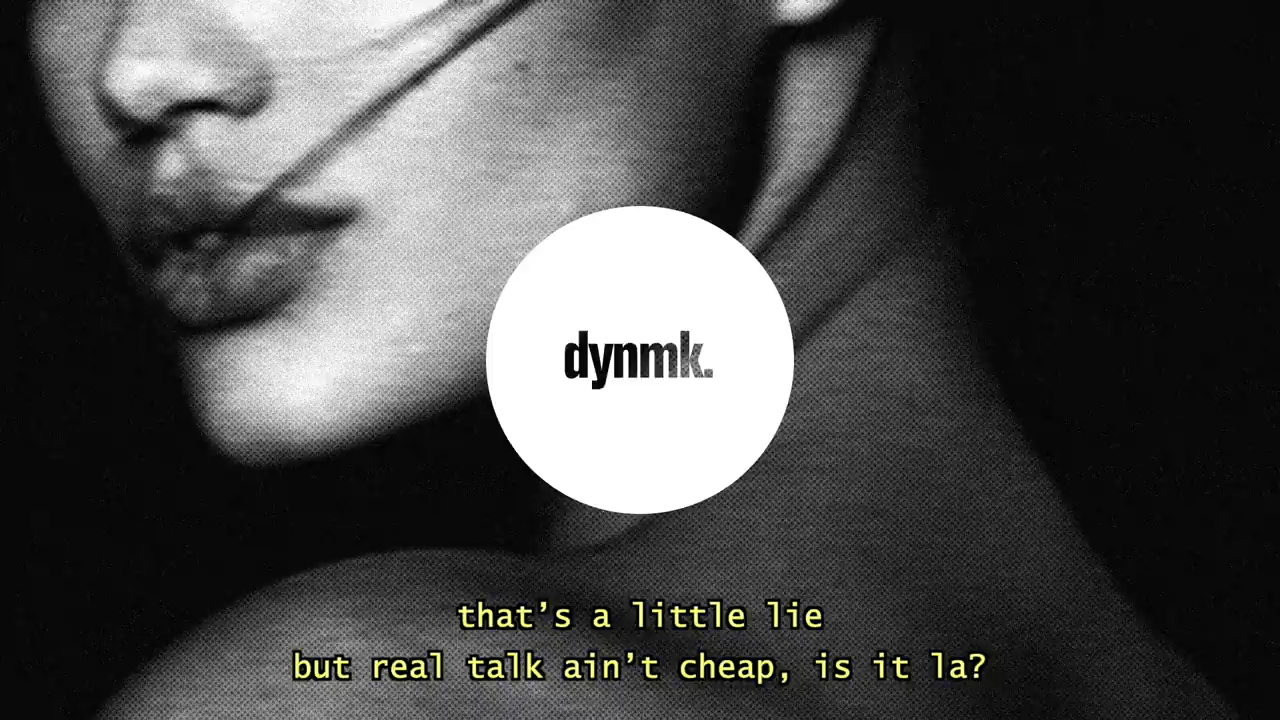 dynmk.
that’s a little lie
but real talk ain’t cheap, is it la?